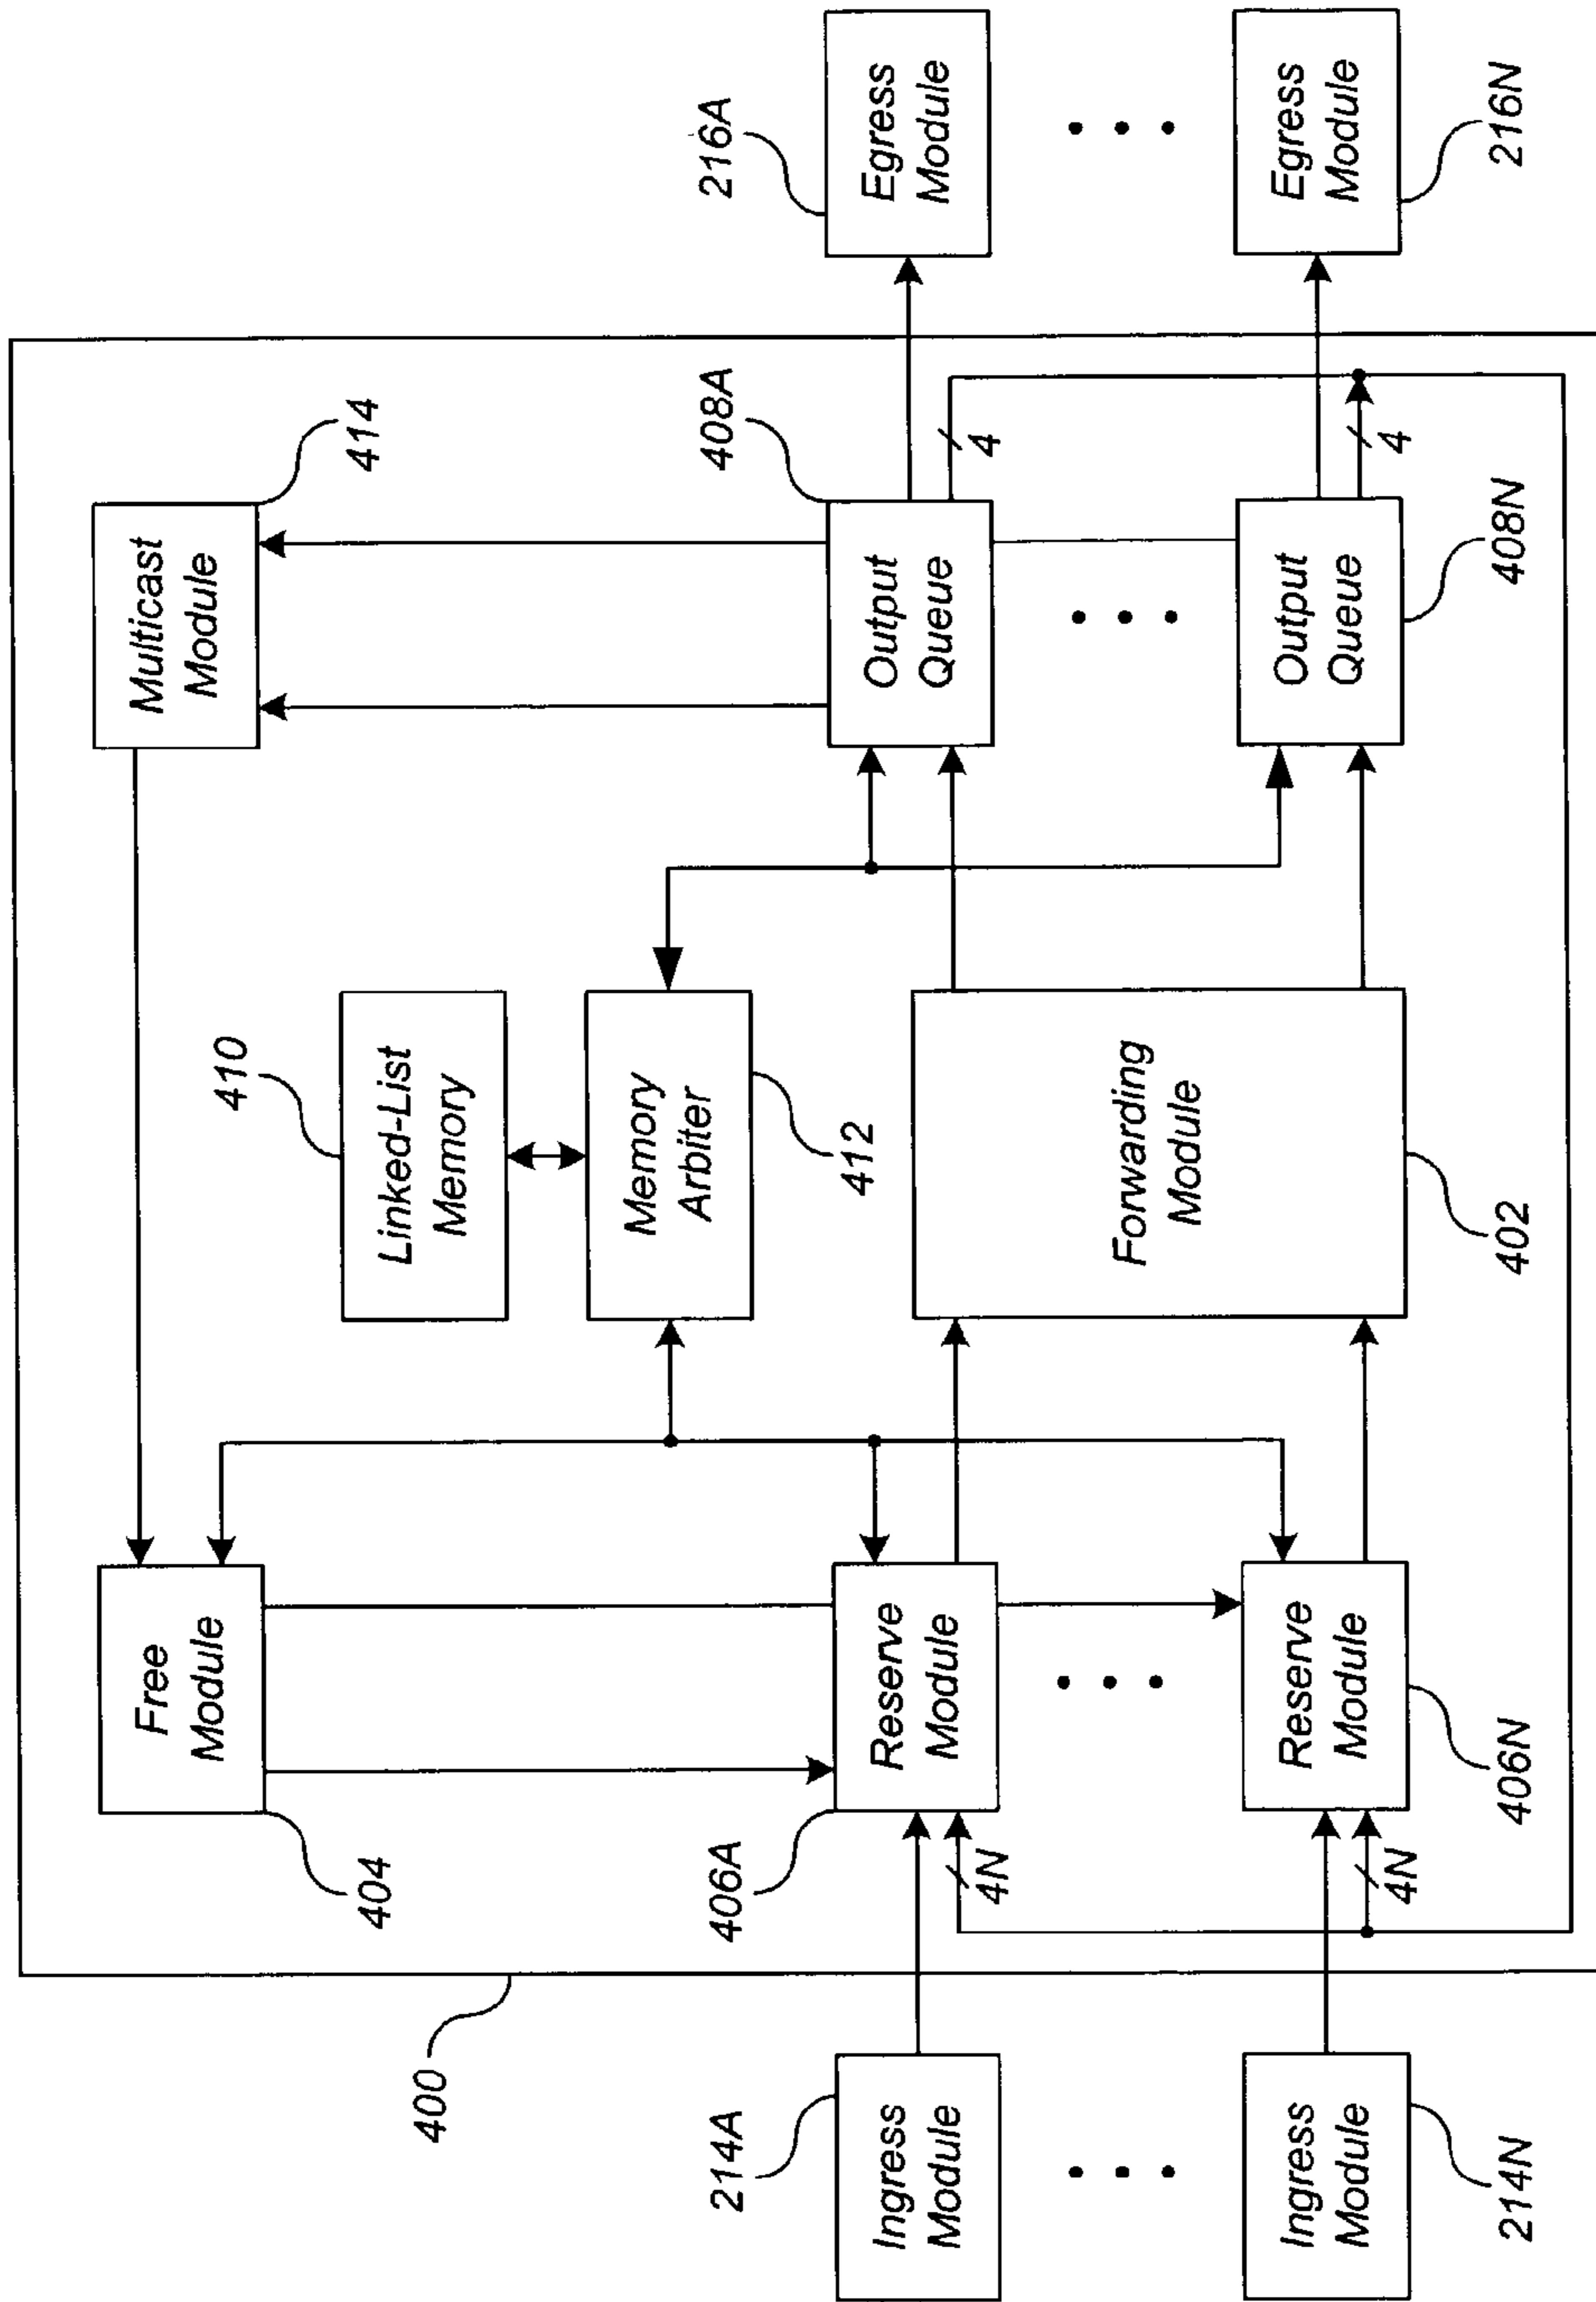 400
Free
Module
404
Multicast
Module
414
Linked-List
Memory
410
Memory
Arbiter
412
214A
Ingress
Module
406A
Reserve
Module
4N
Forwarding
Module
402
408A
Output
Queue
4
216A
Egress
Module
Ingress
Module
214N
4N
Reserve
Module
406N
Output
Queue
408N
4
Egress
Module
216N